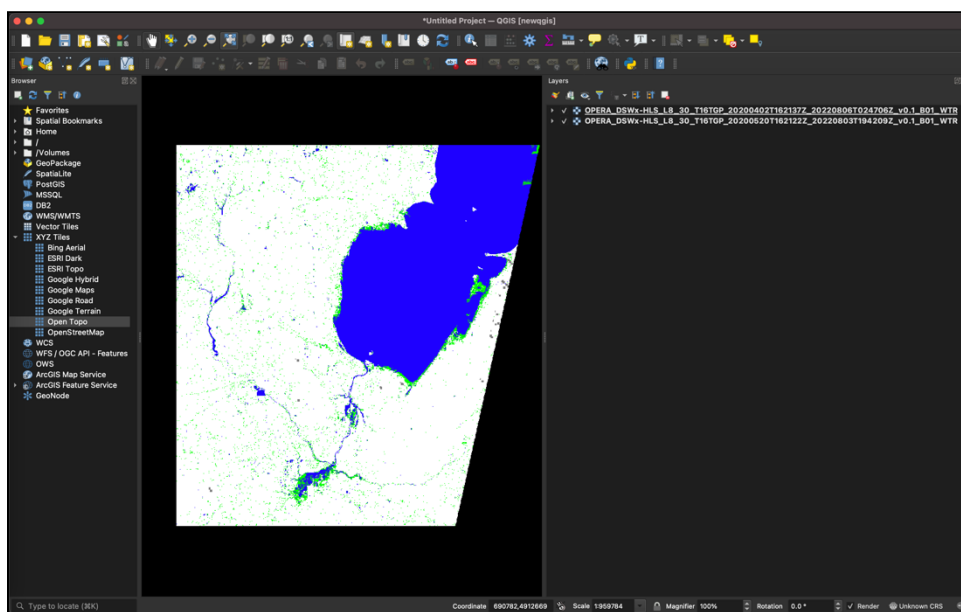 *Untitled Project — QGIS [newqgis]
Browser
Favorites
Spatial Bookmarks
Home
/
/Volumes
GeoPackage
SpatiaLite
PostGIS
MSSQL
DB2
WMS/WMTS
Vector Tiles
XYZ Tiles
Bing Aerial
ESRI Dark
ESRI Topo
Google Hybrid
Google Maps
Google Road
Google Terrain
Open Topo
OpenStreetMap
WCS
WFS / OGC API - Features
OWS
ArcGIS Map Service
ArcGIS Feature Service
GeoNode
Layers
OPERA_DSWx-HLS_L8_30_T16TGP_20200402T162137Z_20220806T024706Z_v0.1_B01_WTR
OPERA_DSWx-HLS_L8_30_T16TGP_20200520T162122Z_20220803T194209Z_v0.1_B01_WTR
Type to locate (⌘K)
Coordinate 690782,4912669 Scale 1:959784 Magnifier 100% Rotation 0.0 ° Render Unknown CRS